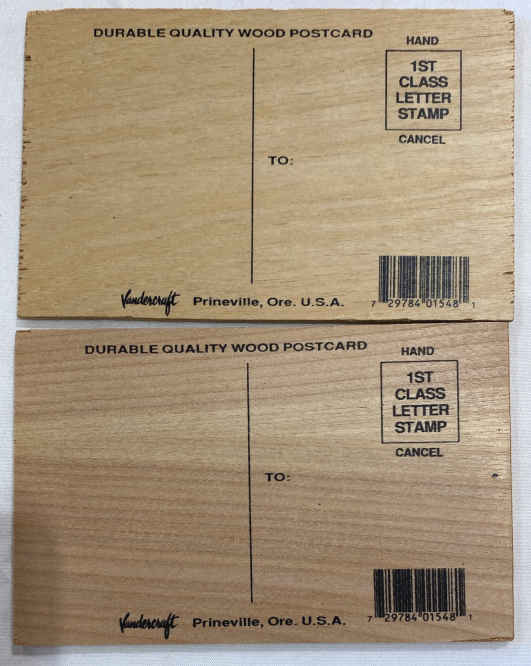 DURABLE QUALITY WOOD POSTCARD
HAND
1ST
CLASS
LETTER
STAMP
CANCEL
TO:
Vandercraft Prineville, Ore. U.S.A.
7 29784 01548 1
DURABLE QUALITY WOOD POSTCARD
HAND
1ST
CLASS
LETTER
STAMP
CANCEL
TO:
Vandercraft Prineville, Ore. U.S.A.
7 29784 01548 1